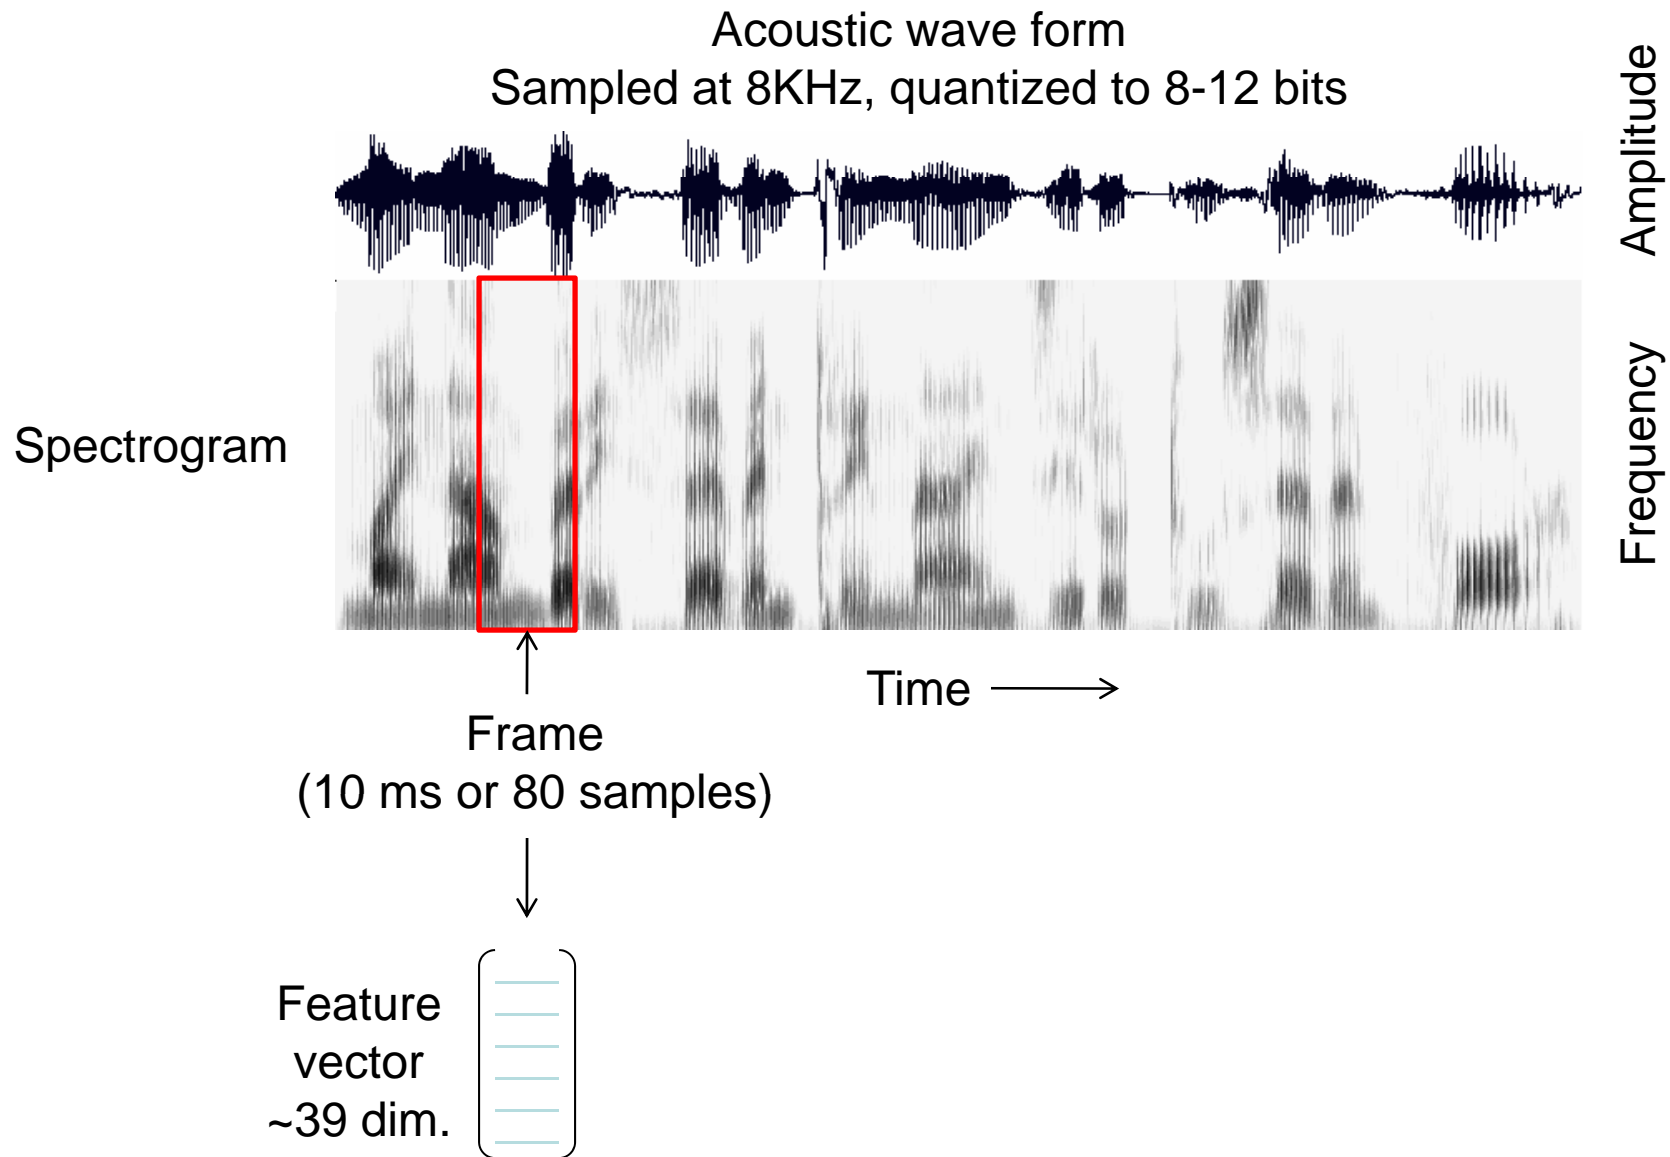 Acoustic wave form
Sampled at 8KHz, quantized to 8-12 bits
Amplitude
Spectrogram
Frequency
Time
Frame
(10 ms or 80 samples)
Feature
vector
~39 dim.